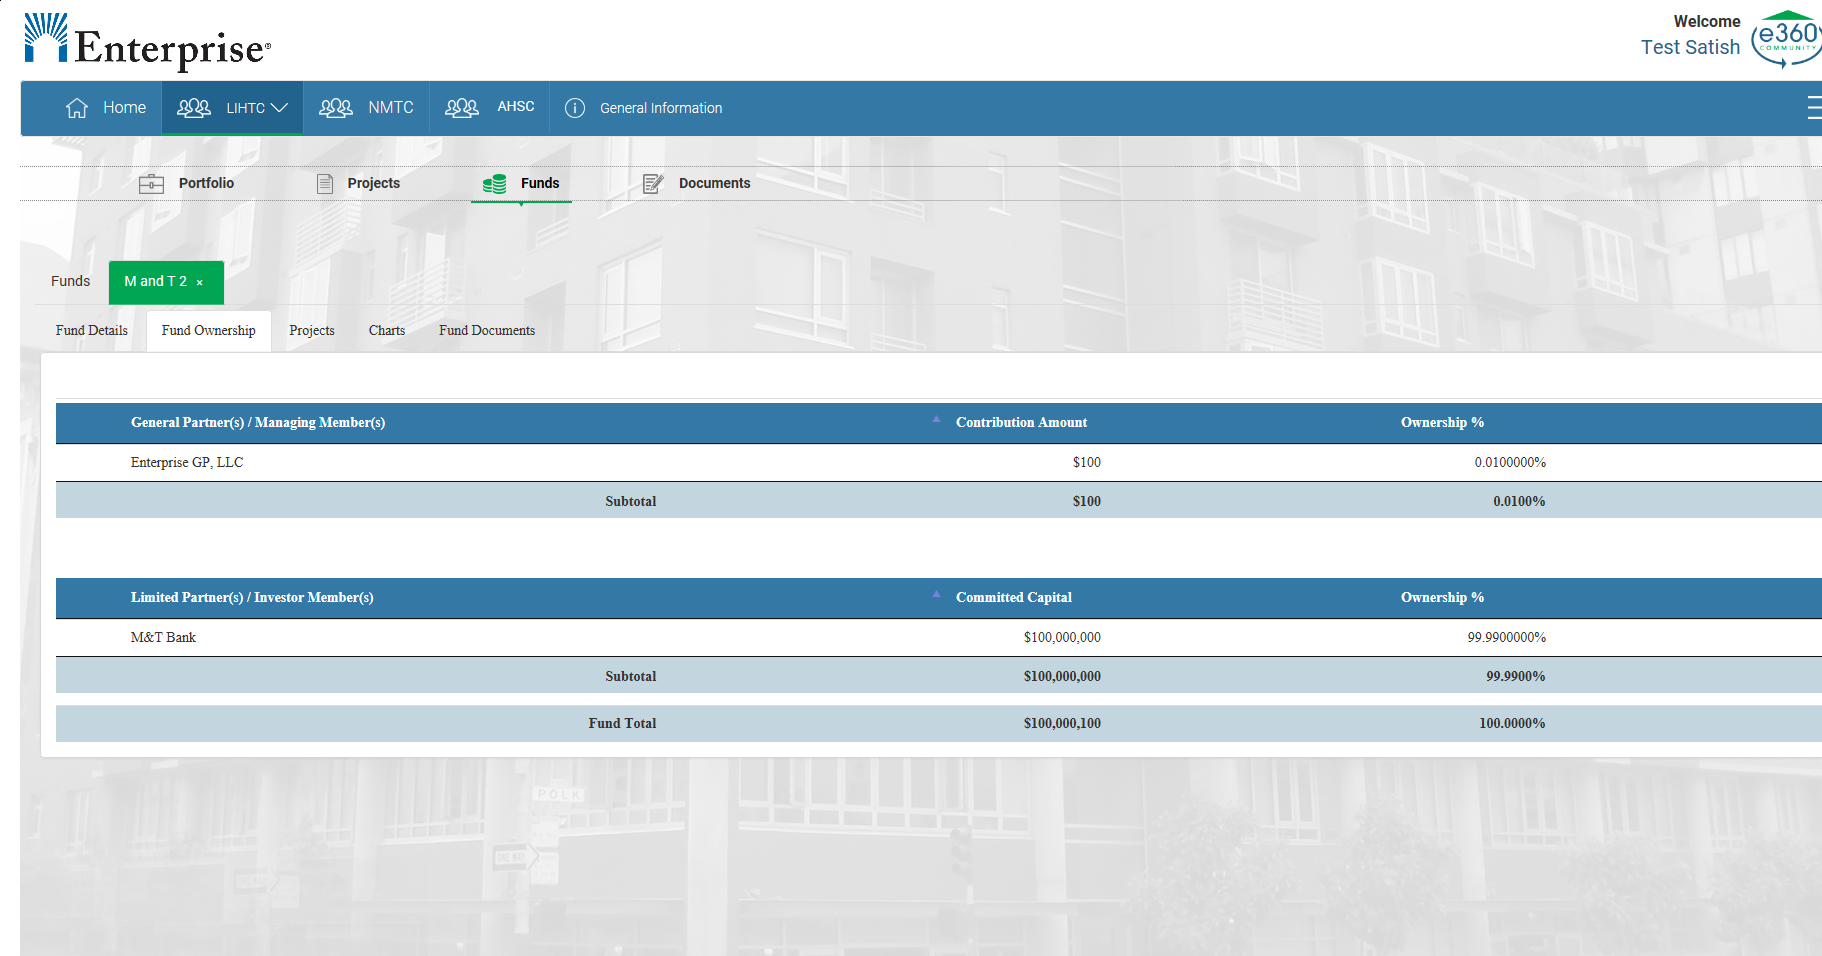 Enterprise®
Welcome
Test Satish
e360
COMMUNITY
Home
LIHTC
NMTC
AHSC
General Information
Portfolio
Projects
Funds
Documents
Funds
M and T 2 ×
Fund Details
Fund Ownership
Projects
Charts
Fund Documents
General Partner(s) / Managing Member(s) Contribution Amount Ownership %
Enterprise GP, LLC $100 0.0100000%
Subtotal $100 0.0100%
Limited Partner(s) / Investor Member(s) Committed Capital Ownership %
M&T Bank $100,000,000 99.9900000%
Subtotal $100,000,000 99.9900%
Fund Total $100,000,100 100.0000%
POLK
ONE WAY